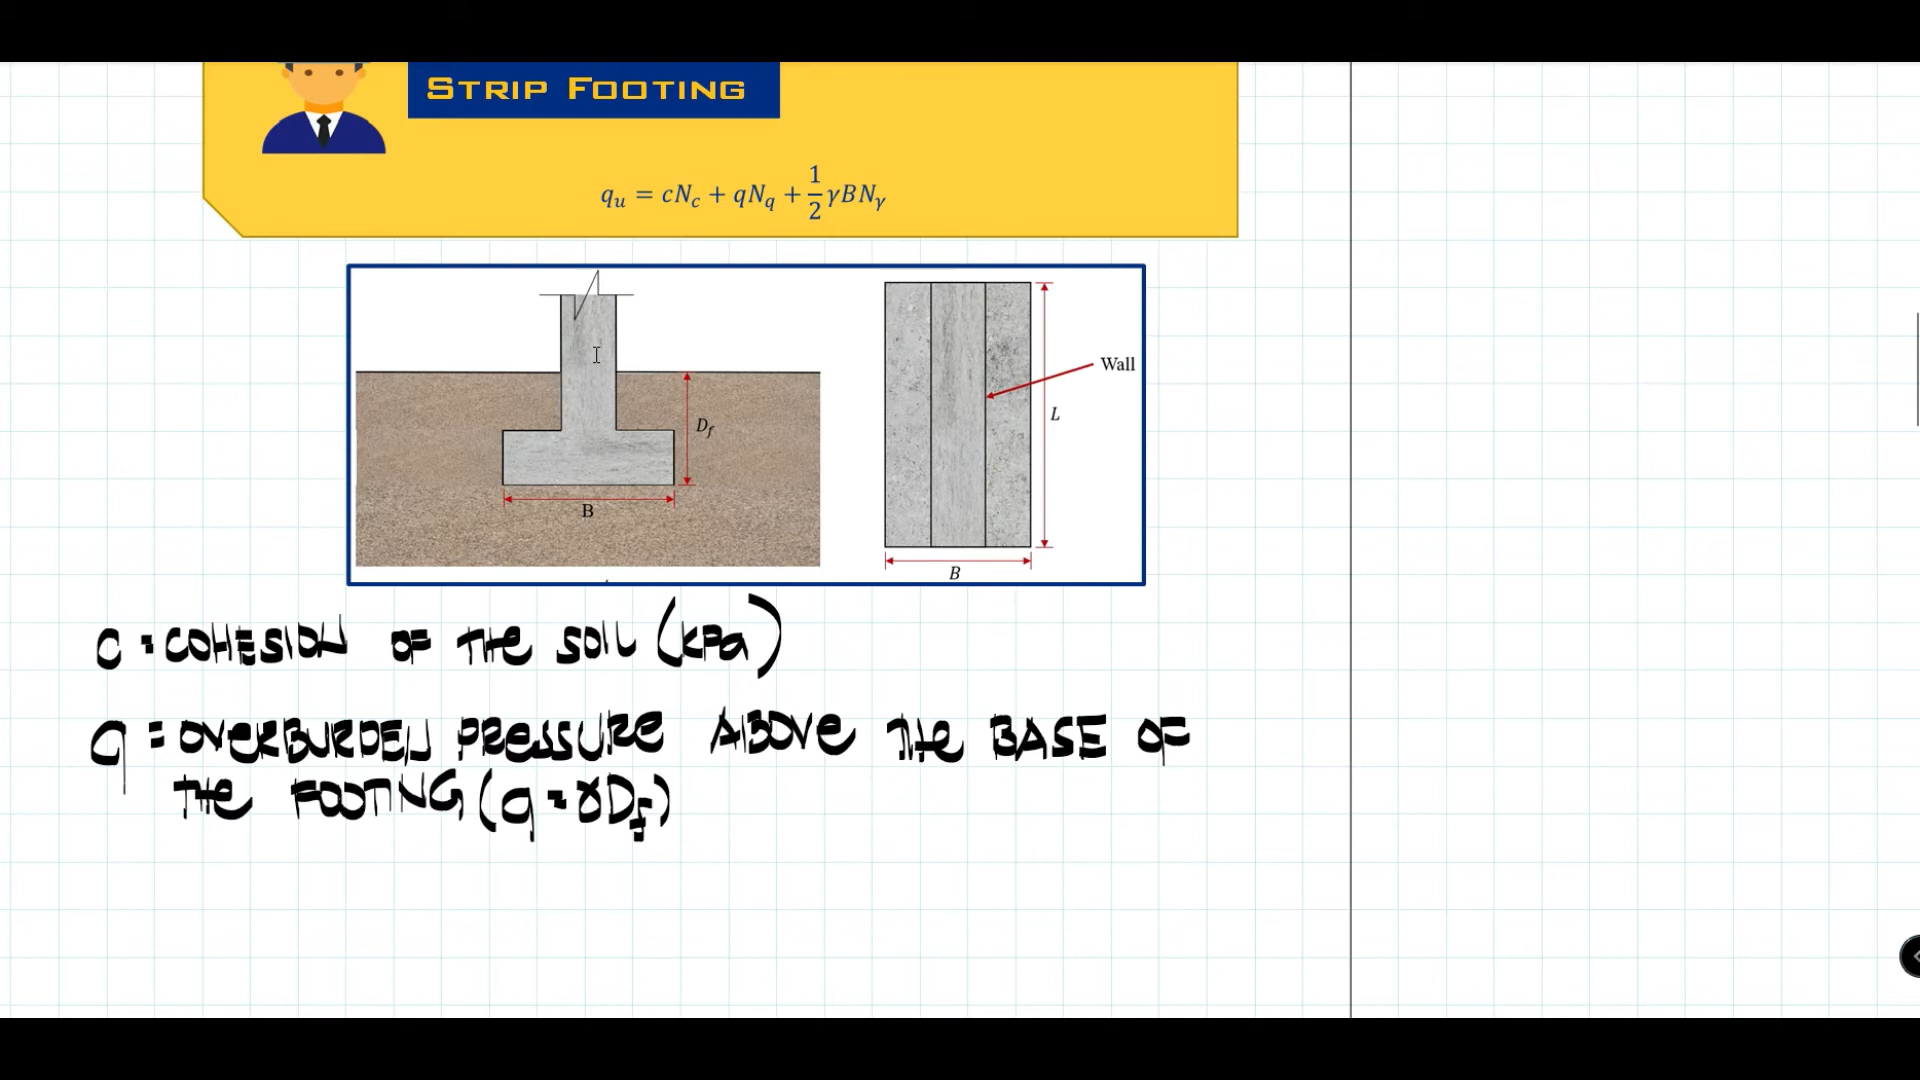 STRIP FOOTING
q_u = cN_c + qN_q + \frac{1}{2} γBN_γ
Wall
D_f
L
B
B
C = COHESION OF THE SOIL (kPa)
q = OVERBURDEN PRESSURE ABOVE THE BASE OF
THE FOOTING (q = γD_f)